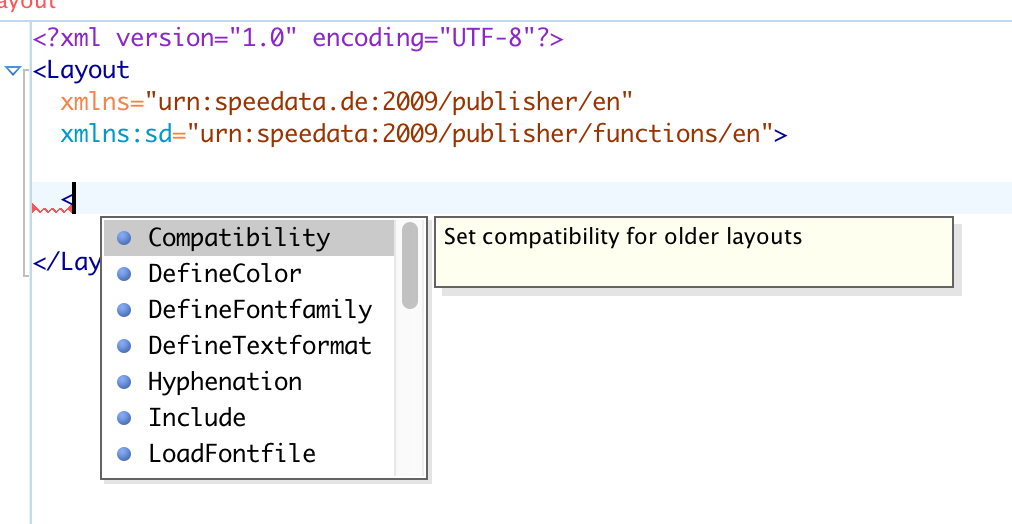 ayout
<?xml version="1.0" encoding="UTF-8"?>
<Layout
xmlns="urn:speedata.de:2009/publisher/en"
xmlns:sd="urn:speedata:2009/publisher/functions/en">
<
Compatibility
Set compatibility for older layouts
DefineColor
</Lay
DefineFontfamily
DefineTextformat
Hyphenation
Include
LoadFontfile